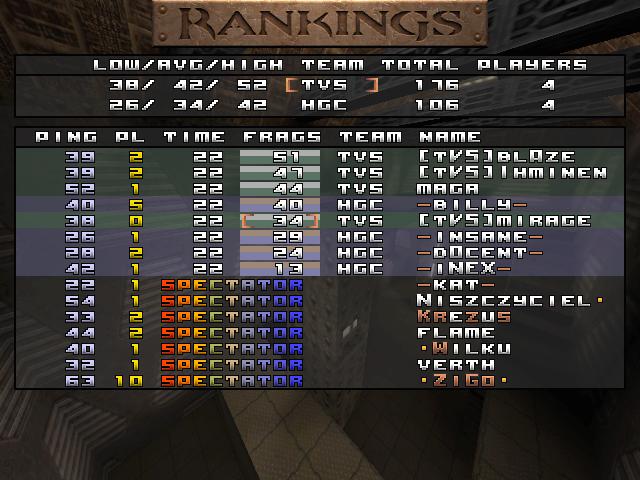 RANKINGS
LOW/AVG/HIGH TEAM TOTAL PLAYERS
38/ 42/ 52 [TVS ] 176 4
26/ 34/ 42 HGC 106 4
PING PL TIME FRAGS TEAM NAME
39 2 22 51 TVS [TVS]BLAZE
39 2 22 47 TVS [TVS]IHMINEN
52 1 22 44 TVS MAGA
40 5 22 40 HGC -BILLY-
38 0 22 [ 34 ] TVS [TVS]MIRAGE
26 1 22 29 HGC -INSANE-
28 2 22 24 HGC -DOCENT-
42 1 22 13 HGC -INEX-
22 1 SPECTATOR -KAT-
54 1 SPECTATOR NISZCZYCIEL·
33 2 SPECTATOR KREZUS
44 2 SPECTATOR FLAME
40 1 SPECTATOR ·WILKU
32 1 SPECTATOR VERTH
63 10 SPECTATOR ·ZIGO·